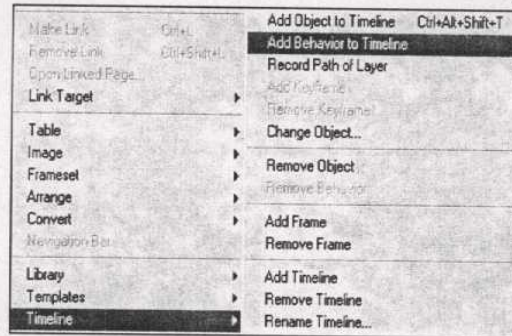 Make Link Ctrl+L
Remove Link Ctrl+Shift+L
Open Linked Page...
Link Target
Table
Image
Frameset
Arrange
Convert
Navigation Bar
Library
Templates
Timeline
Add Object to Timeline Ctrl+Alt+Shift+T
Add Behavior to Timeline
Record Path of Layer
Add Keyframe
Remove Keyframe
Change Object...
Remove Object
Remove Behavior
Add Frame
Remove Frame
Add Timeline
Remove Timeline
Rename Timeline...